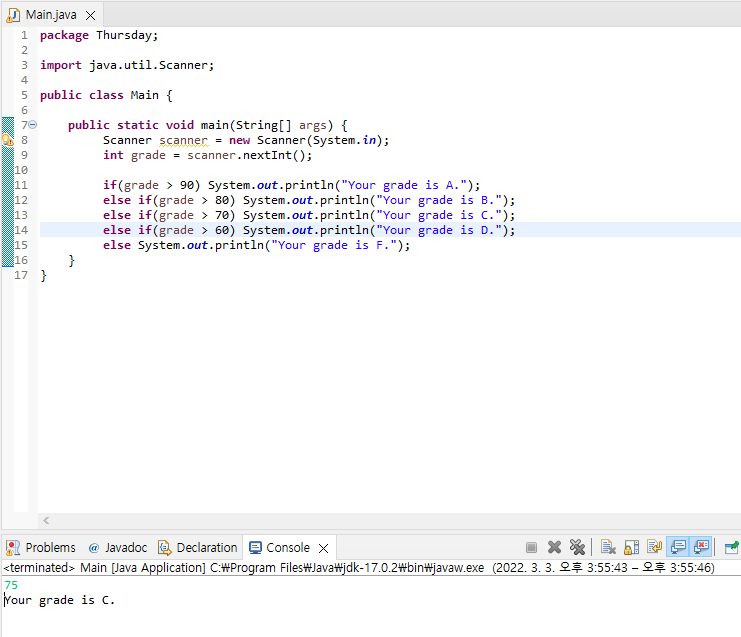 Main.java
1 package Thursday;
2
3 import java.util.Scanner;
4
5 public class Main {
6
7 public static void main(String[] args) {
8 Scanner scanner = new Scanner(System.in);
9 int grade = scanner.nextInt();
10
11 if(grade > 90) System.out.println("Your grade is A.");
12 else if(grade > 80) System.out.println("Your grade is B.");
13 else if(grade > 70) System.out.println("Your grade is C.");
14 else if(grade > 60) System.out.println("Your grade is D.");
15 else System.out.println("Your grade is F.");
16 }
17 }
Problems @ Javadoc Declaration Console
<terminated> Main [Java Application] C:₩Program Files₩Java₩jdk-17.0.2₩bin₩javaw.exe (2022. 3. 3. 오후 3:55:43 – 오후 3:55:46)
75
Your grade is C.